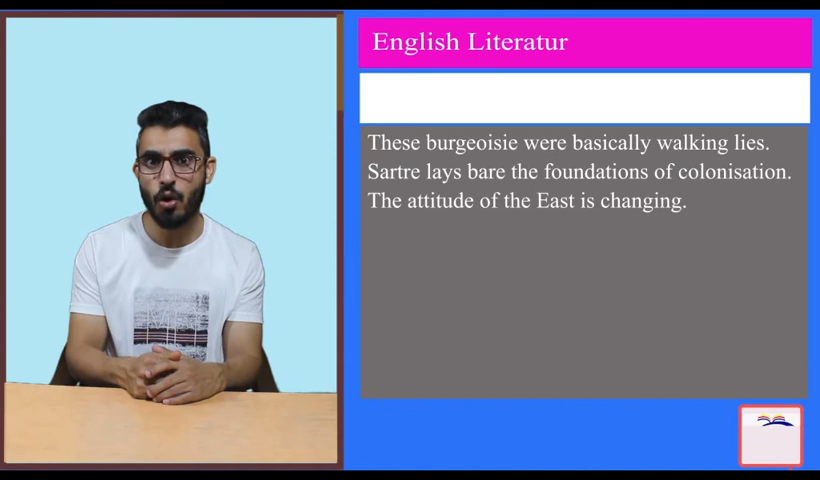 English Literatur
These burgeoisie were basically walking lies.
Sartre lays bare the foundations of colonisation.
The attitude of the East is changing.